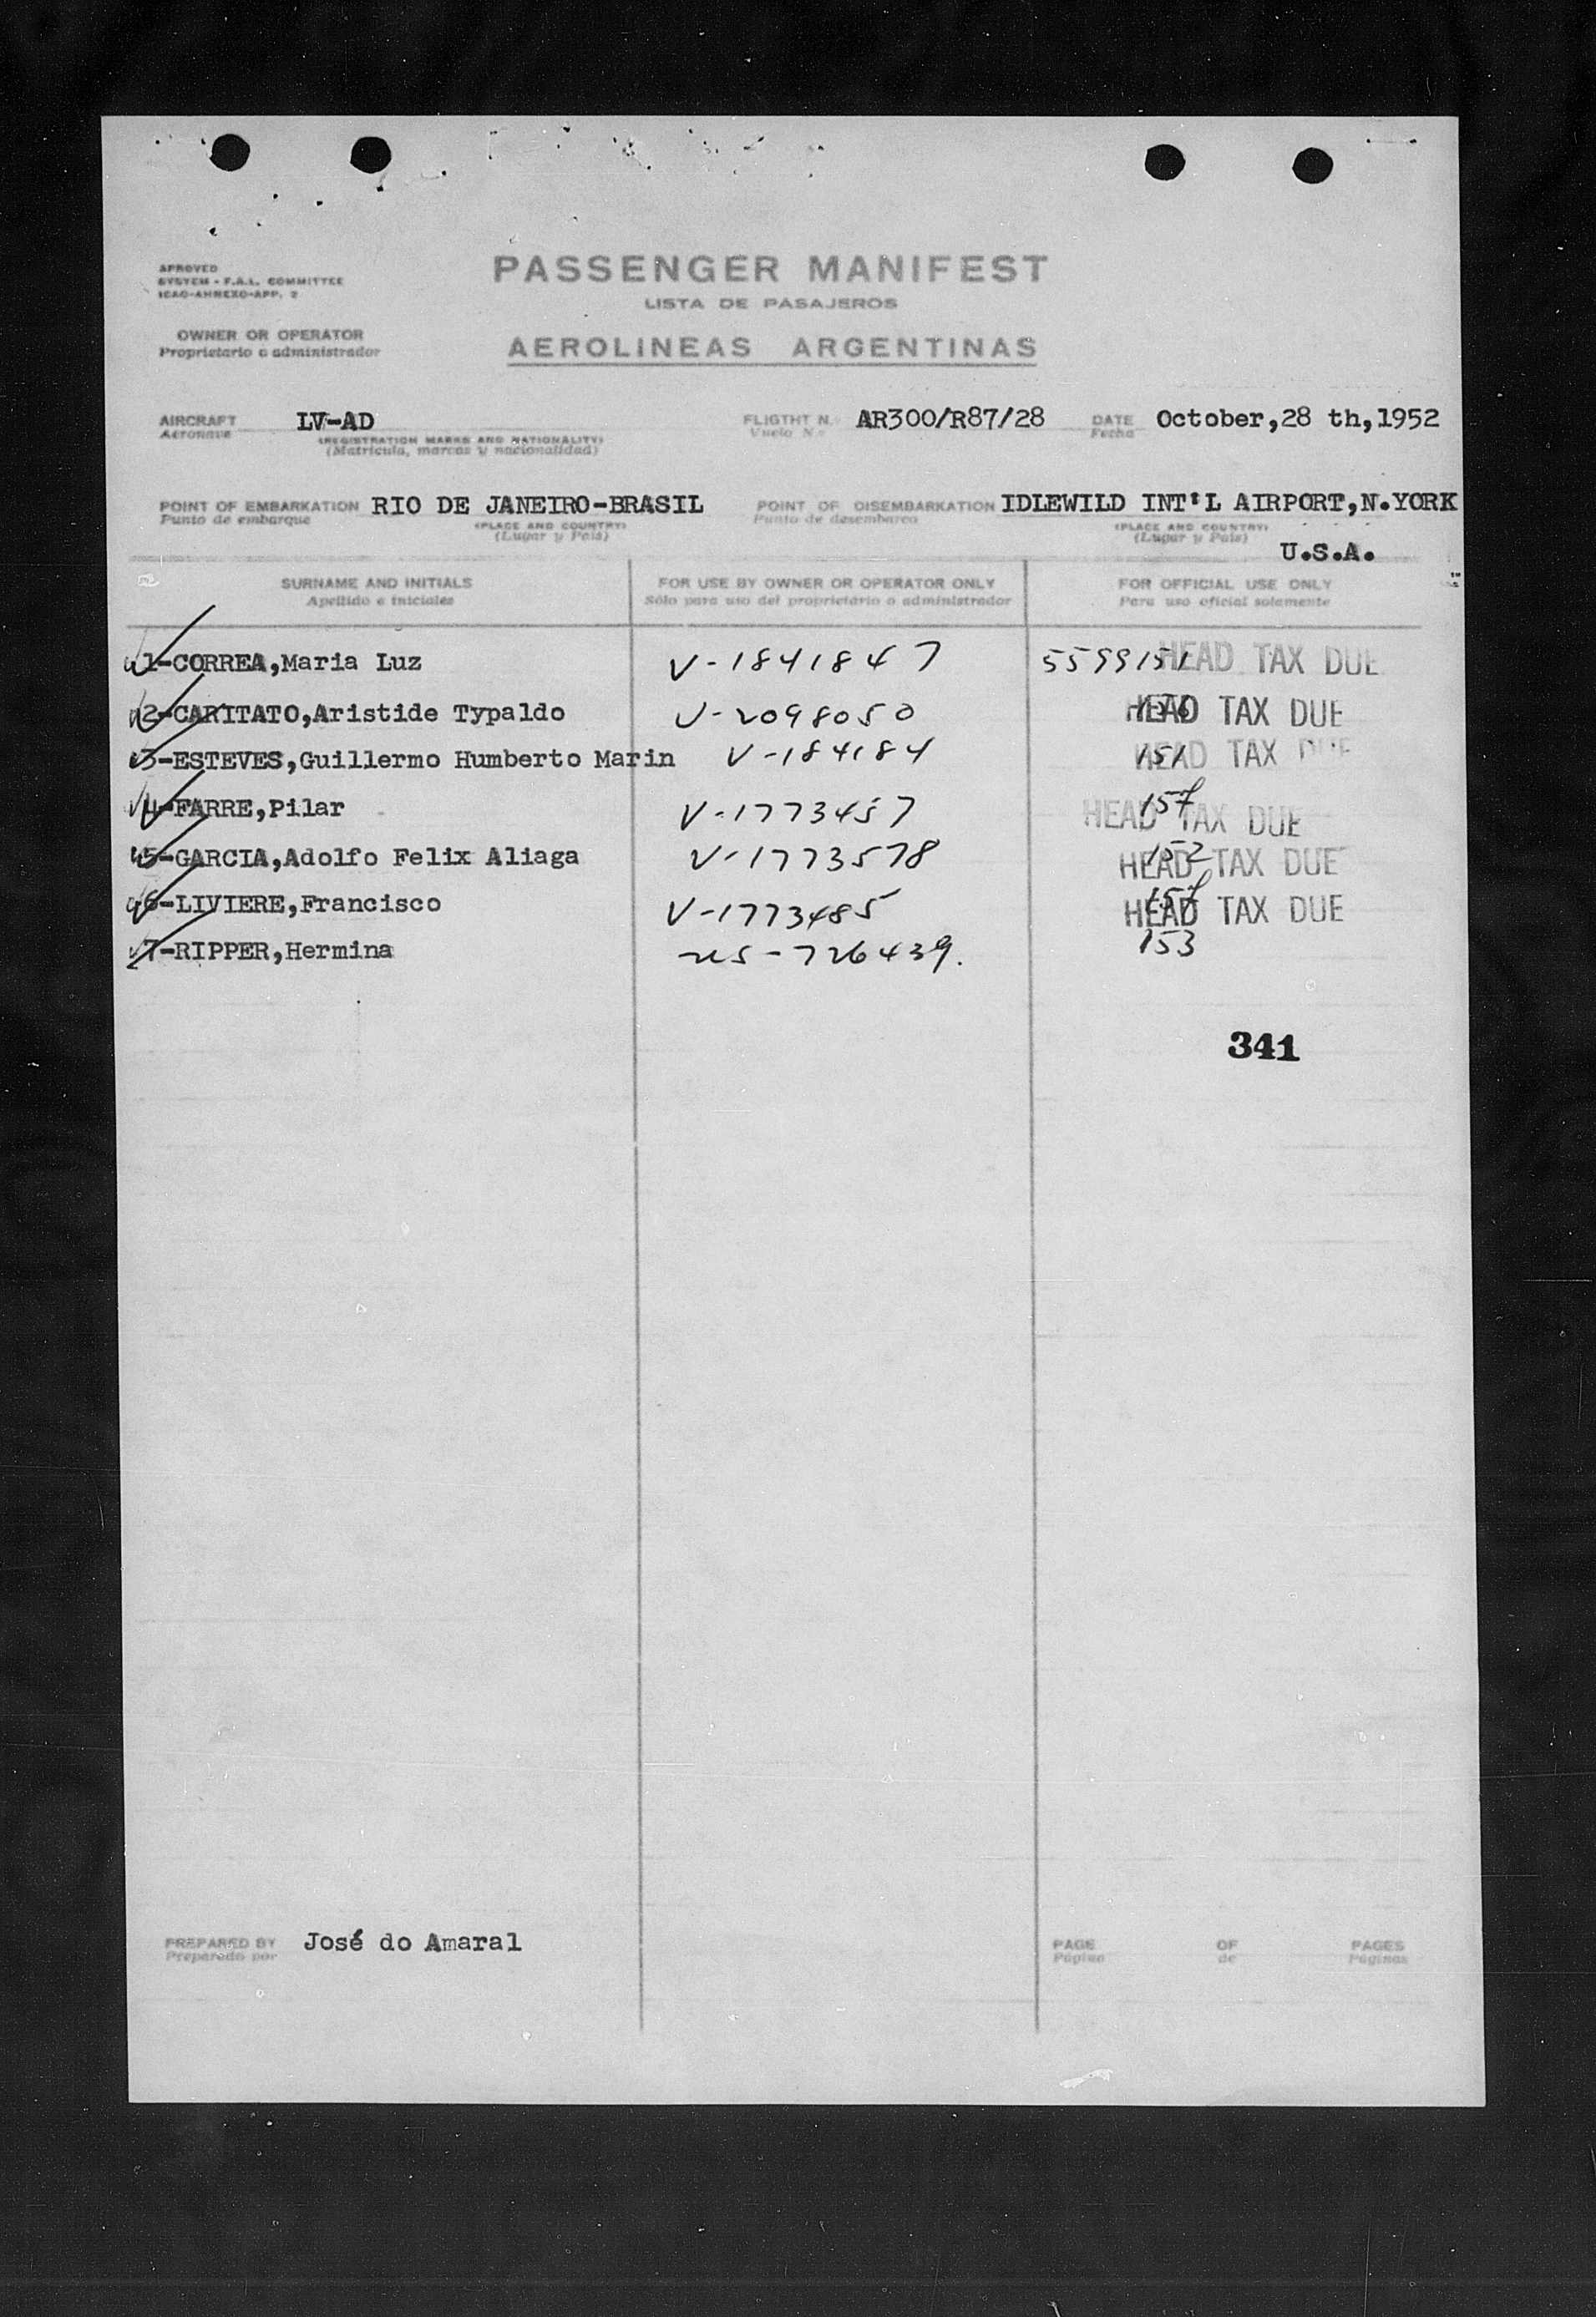 APROVED
SYSTEM - F.A.L. COMMITTEE
ICAO-ANNEXO-APP. 2
PASSENGER MANIFEST
LISTA DE PASAJEROS
OWNER OR OPERATOR
Proprietario o administrador
AEROLINEAS ARGENTINAS
AIRCRAFT LV-AD FLIGTHT N. AR300/R87/28 DATE October,28 th,1952
Aeronave (REGISTRATION MARKS AND NATIONALITY) Vuelo N. Fecha
(Matricula, marcas y nacionalidad)
POINT OF EMBARKATION RIO DE JANEIRO-BRASIL POINT OF DISEMBARKATION IDLEWILD INT'L AIRPORT,N.YORK
Punto de embarque (PLACE AND COUNTRY) Punto de desembarco (PLACE AND COUNTRY)
(Lugar y Pais) (Lugar y Pais)
U.S.A.
SURNAME AND INITIALS FOR USE BY OWNER OR OPERATOR ONLY FOR OFFICIAL USE ONLY
Apellido e iniciales Sólo para uso del proprietário o administrador Para uso oficial solamente
1-CORREA,Maria Luz V-1841847 5599151 HEAD TAX DUE
2-CARITATO,Aristide Typaldo V-2098050 HEAD TAX DUE
3-ESTEVES,Guillermo Humberto Marin V-184184 151 HEAD TAX DUE
4-FARRE,Pilar V-1773457 HEAD TAX DUE
5-GARCIA,Adolfo Felix Aliaga V-1773578 152 HEAD TAX DUE
6-LIVIERE,Francisco V-1773485 HEAD TAX DUE
7-RIPPER,Hermina 726439. 153
341
PREPARED BY José do Amaral PAGE OF PAGES
Preparado por Página de Páginas